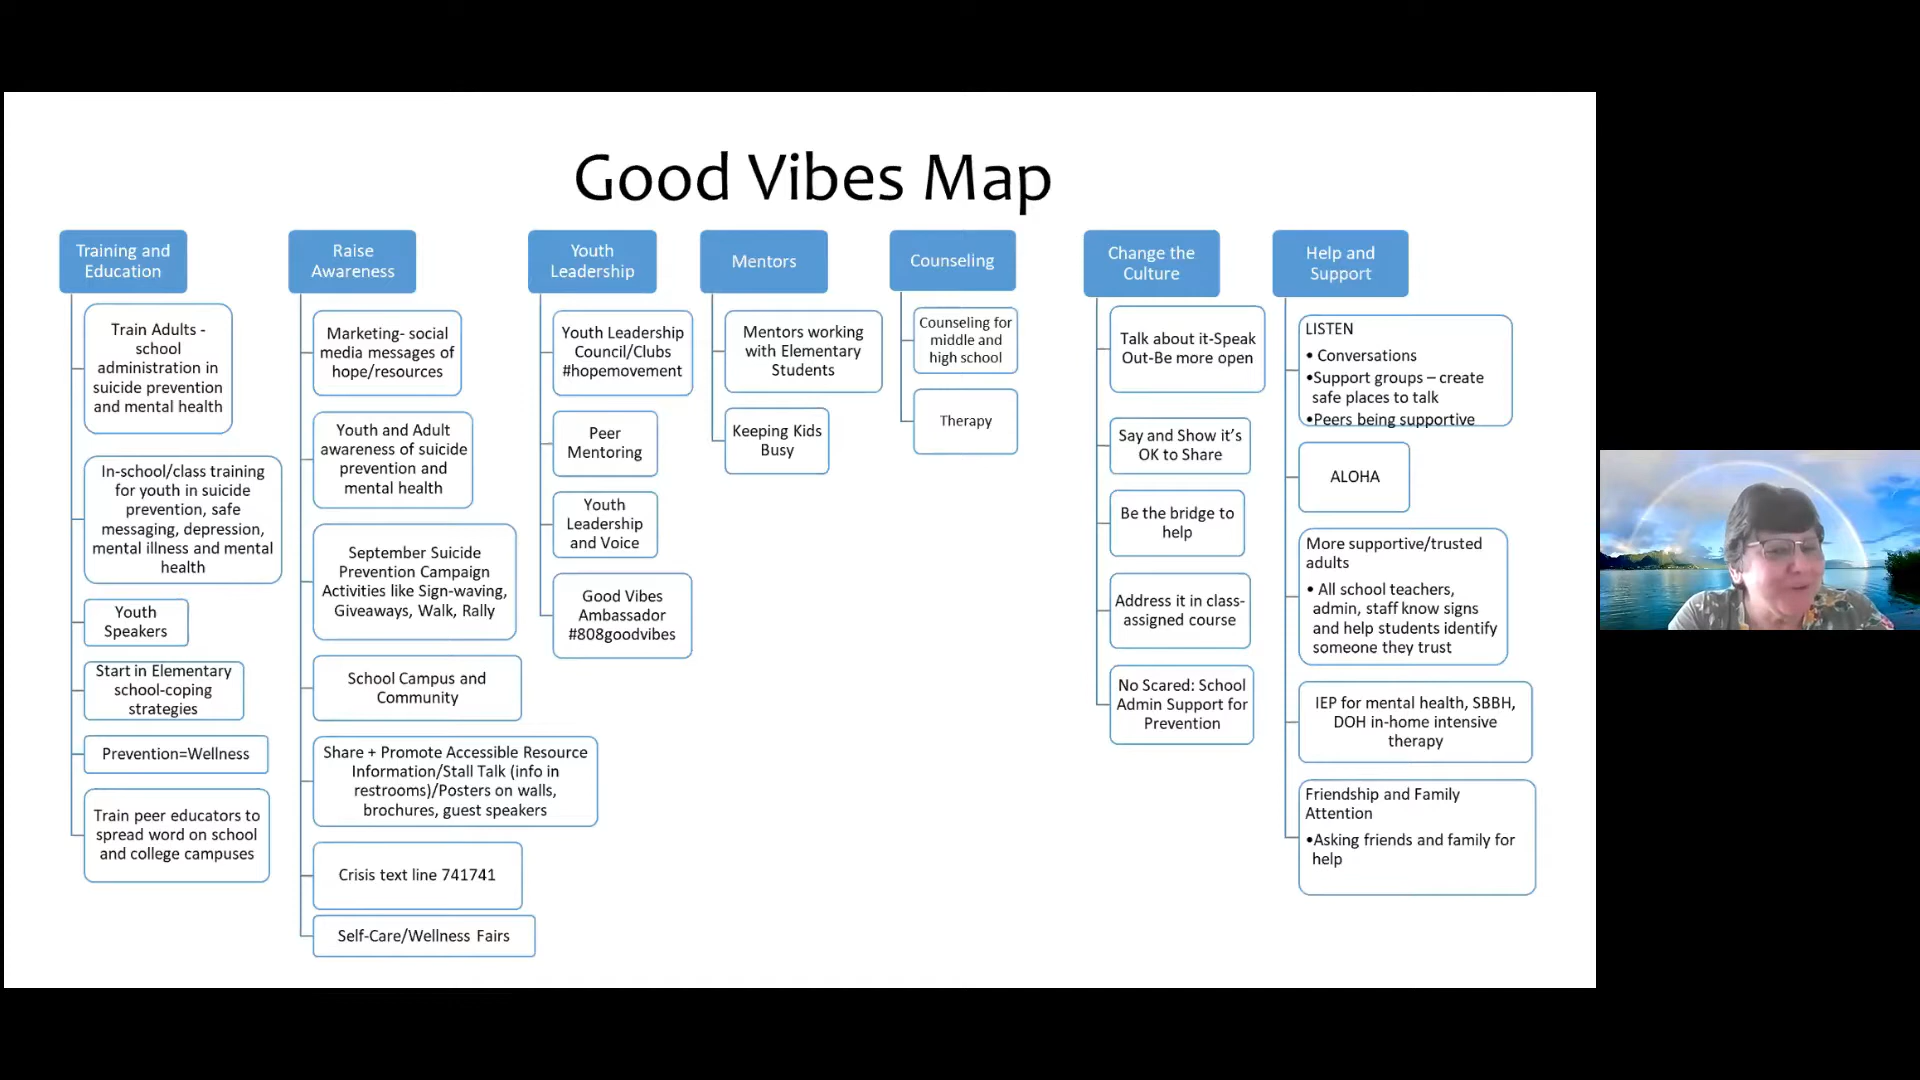 Good Vibes Map
Training and
Education
Train Adults -
school
administration in
suicide prevention
and mental health
In-school/class training
for youth in suicide
prevention, safe
messaging, depression,
mental illness and mental
health
Youth
Speakers
Start in Elementary
school-coping
strategies
Prevention=Wellness
Train peer educators to
spread word on school
and college campuses
Raise
Awareness
Marketing- social
media messages of
hope/resources
Youth and Adult
awareness of suicide
prevention and
mental health
September Suicide
Prevention Campaign
Activities like Sign-waving,
Giveaways, Walk, Rally
School Campus and
Community
Share + Promote Accessible Resource
Information/Stall Talk (info in
restrooms)/Posters on walls,
brochures, guest speakers
Crisis text line 741741
Self-Care/Wellness Fairs
Youth
Leadership
Youth Leadership
Council/Clubs
#hopemovement
Peer
Mentoring
Youth
Leadership
and Voice
Good Vibes
Ambassador
#808goodvibes
Mentors
Mentors working
with Elementary
Students
Keeping Kids
Busy
Counseling
Counseling for
middle and
high school
Therapy
Change the
Culture
Talk about it-Speak
Out-Be more open
Say and Show it's
OK to Share
Be the bridge to
help
Address it in class-
assigned course
No Scared: School
Admin Support for
Prevention
Help and
Support
LISTEN
• Conversations
•Support groups – create
safe places to talk
•Peers being supportive
ALOHA
More supportive/trusted
adults
• All school teachers,
admin, staff know signs
and help students identify
someone they trust
IEP for mental health, SBBH,
DOH in-home intensive
therapy
Friendship and Family
Attention
•Asking friends and family for
help